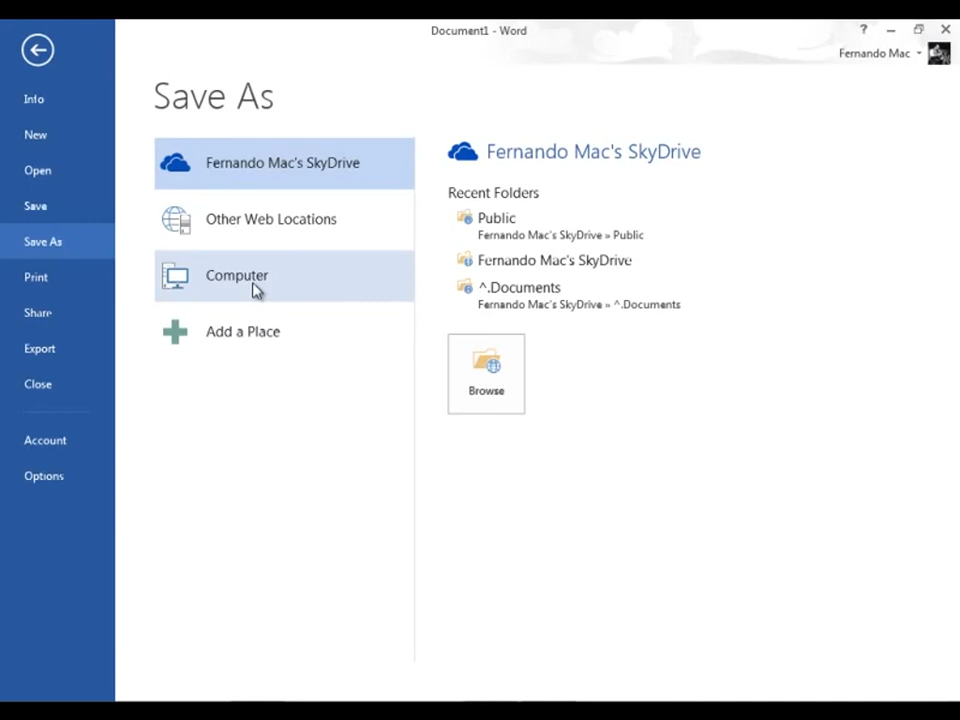 Document1 - Word
?
Fernando Mac
Info
New
Open
Save
Save As
Print
Share
Export
Close
Account
Options
Save As
Fernando Mac's SkyDrive
Other Web Locations
Computer
Add a Place
Fernando Mac's SkyDrive
Recent Folders
Public
Fernando Mac's SkyDrive » Public
Fernando Mac's SkyDrive
^.Documents
Fernando Mac's SkyDrive » ^.Documents
Browse